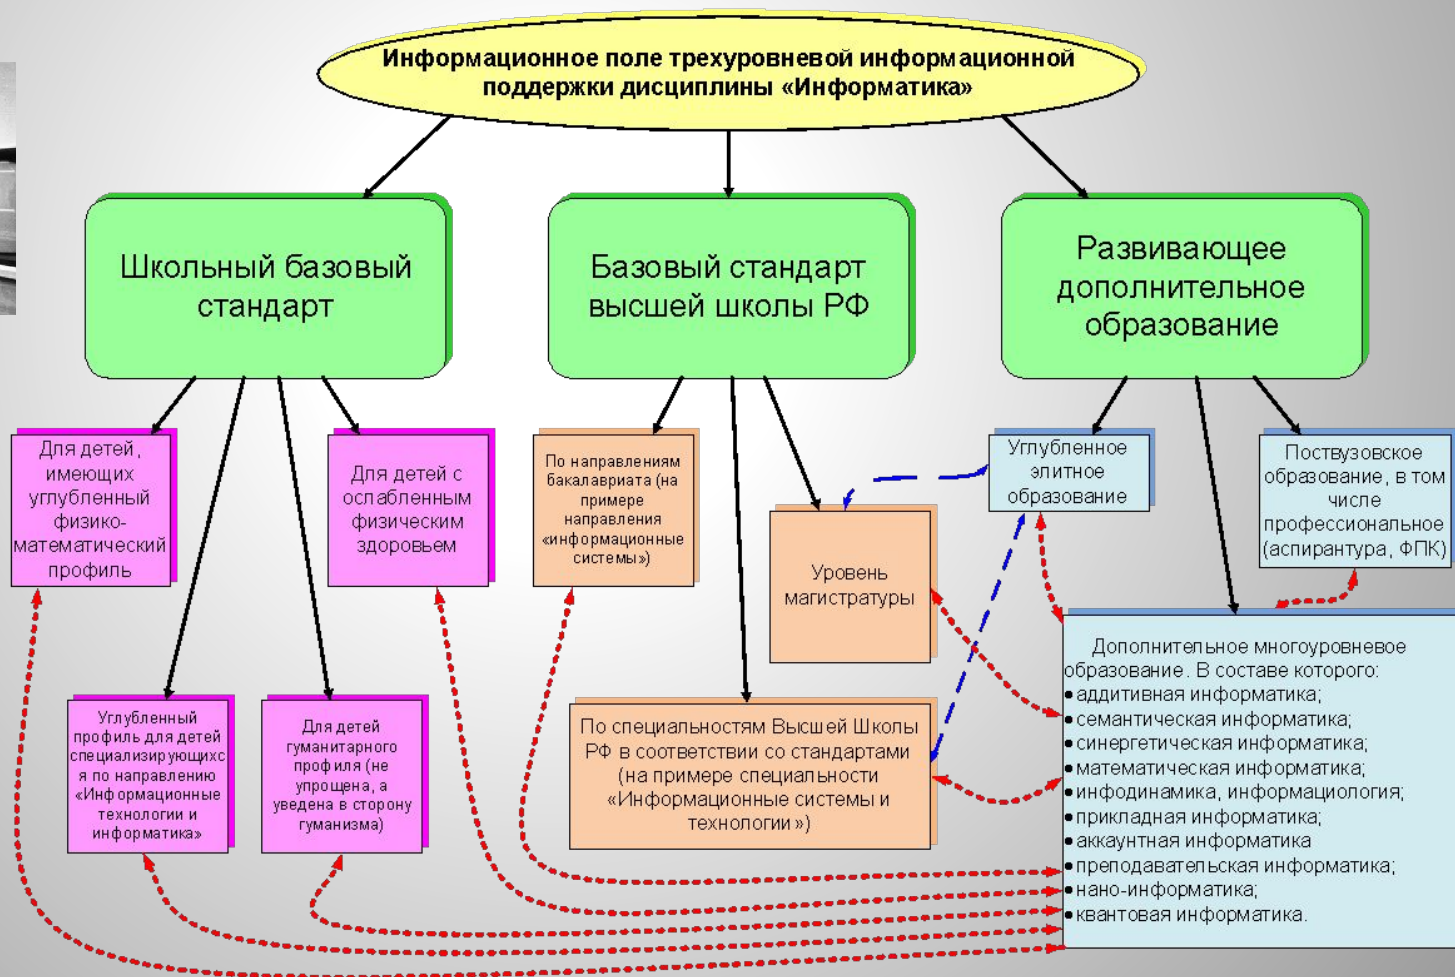 Информационное поле трехуровневой информационной
поддержки дисциплины «Информатика»
Школьный базовый
стандарт
Базовый стандарт
высшей школы РФ
Развивающее
дополнительное
образование
Для детей,
имеющих
углубленный
физико-
математический
профиль
Для детей с
ослабленным
физическим
здоровьем
По направлениям
бакалавриата (на
примере
направления
«информационные
системы»)
Уровень
магистратуры
Углубленное
элитное
образование
Поствузовское
образование, в том
числе
профессиональное
(аспирантура, ФПК)
Углубленный
профиль для детей
специализирующихс
я по направлению
«Информационные
технологии и
информатика»
Для детей
гуманитарного
профиля (не
упрощена, а
уведена в сторону
гуманизма)
По специальностям Высшей Школы
РФ в соответствии со стандартами
(на примере специальности
«Информационные системы и
технологии»)
Дополнительное многоуровневое
образование. В составе которого:
•аддитивная информатика;
•семантическая информатика;
•синергетическая информатика;
•математическая информатика;
•инфодинамика, информациология;
•прикладная информатика;
•аккаунтная информатика
•преподавательская информатика;
•нано-информатика;
•квантовая информатика.